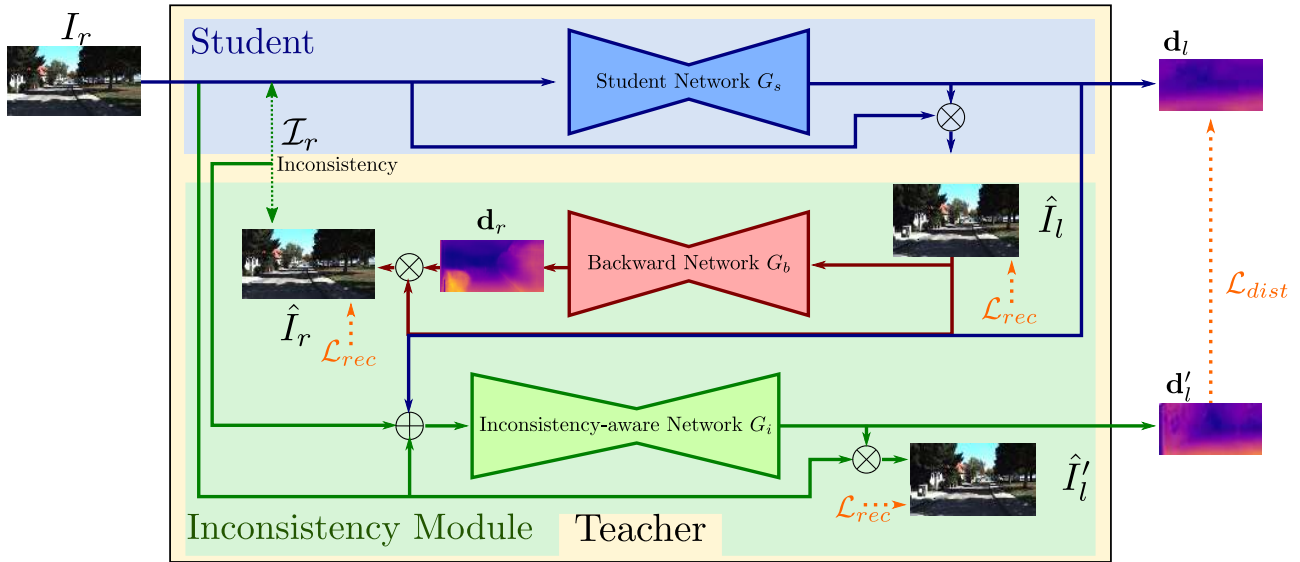 I_r
Student
Student Network G_s
d_l
𝓘_r
Inconsistency
d_r
Î_l
Backward Network G_b
Î_r
ℒ_rec
ℒ_rec
ℒ_dist
d′_l
Inconsistency-aware Network G_i
Î′_l
ℒ_rec
Inconsistency Module
Teacher